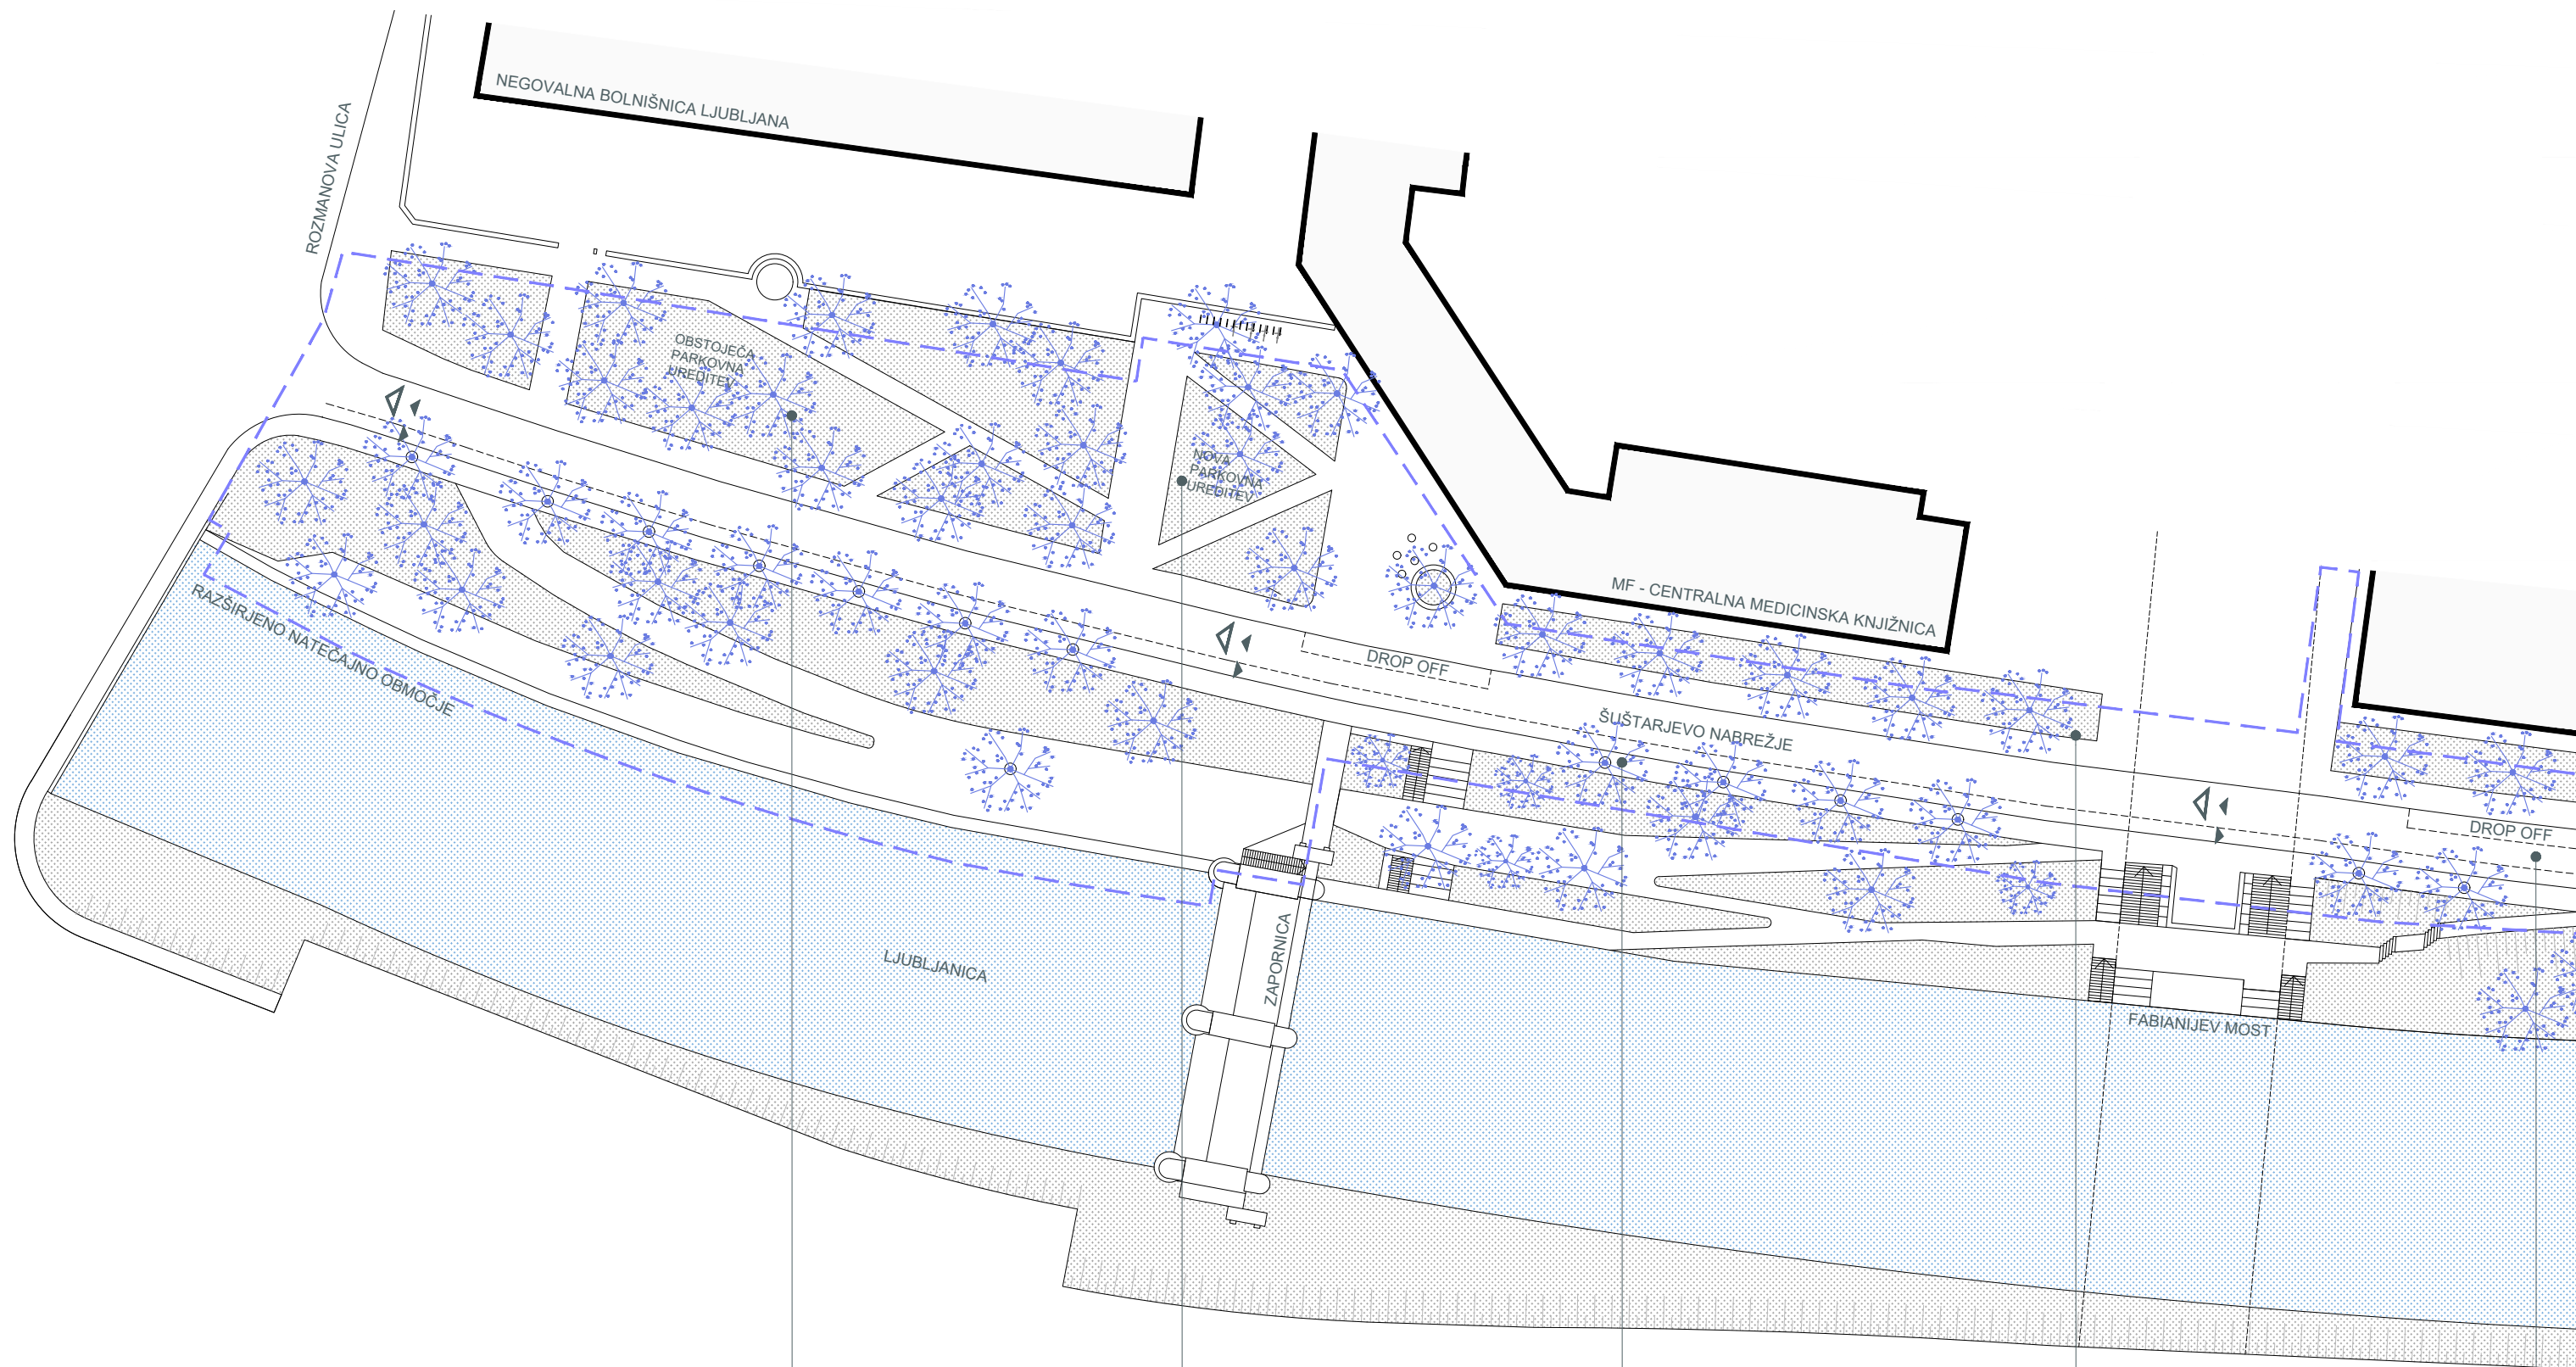 NEGOVALNA BOLNIŠNICA LJUBLJANA
ROZMANOVA ULICA
OBSTOJEČA
PARKOVNA
UREDITEV
NOVA
PARKOVNA
UREDITEV
MF - CENTRALNA MEDICINSKA KNJIŽNICA
RAZŠIRJENO NATEČAJNO OBMOČJE
DROP OFF
ŠUŠTARJEVO NABREŽJE
DROP OFF
LJUBLJANICA
ZAPORNICA
FABIANIJEV MOST